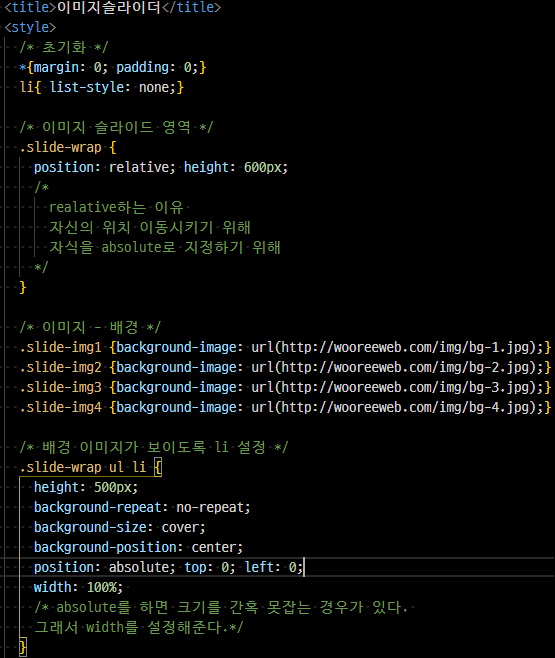 <title>이미지슬라이더</title>
<style>
/* 초기화 */
*{margin: 0; padding: 0;}
li{ list-style: none;}
/* 이미지 슬라이드 영역 */
.slide-wrap {
position: relative; height: 600px;
/*
realative하는 이유
자신의 위치 이동시키기 위해
자식을 absolute로 지정하기 위해
*/
}
/* 이미지 - 배경 */
.slide-img1 {background-image: url(http://wooreeweb.com/img/bg-1.jpg);}
.slide-img2 {background-image: url(http://wooreeweb.com/img/bg-2.jpg);}
.slide-img3 {background-image: url(http://wooreeweb.com/img/bg-3.jpg);}
.slide-img4 {background-image: url(http://wooreeweb.com/img/bg-4.jpg);}
/* 배경 이미지가 보이도록 li 설정 */
.slide-wrap ul li {
height: 500px;
background-repeat: no-repeat;
background-size: cover;
background-position: center;
position: absolute; top: 0; left: 0;
width: 100%;
/* absolute를 하면 크기를 간혹 못잡는 경우가 있다.
그래서 width를 설정해준다.*/
}